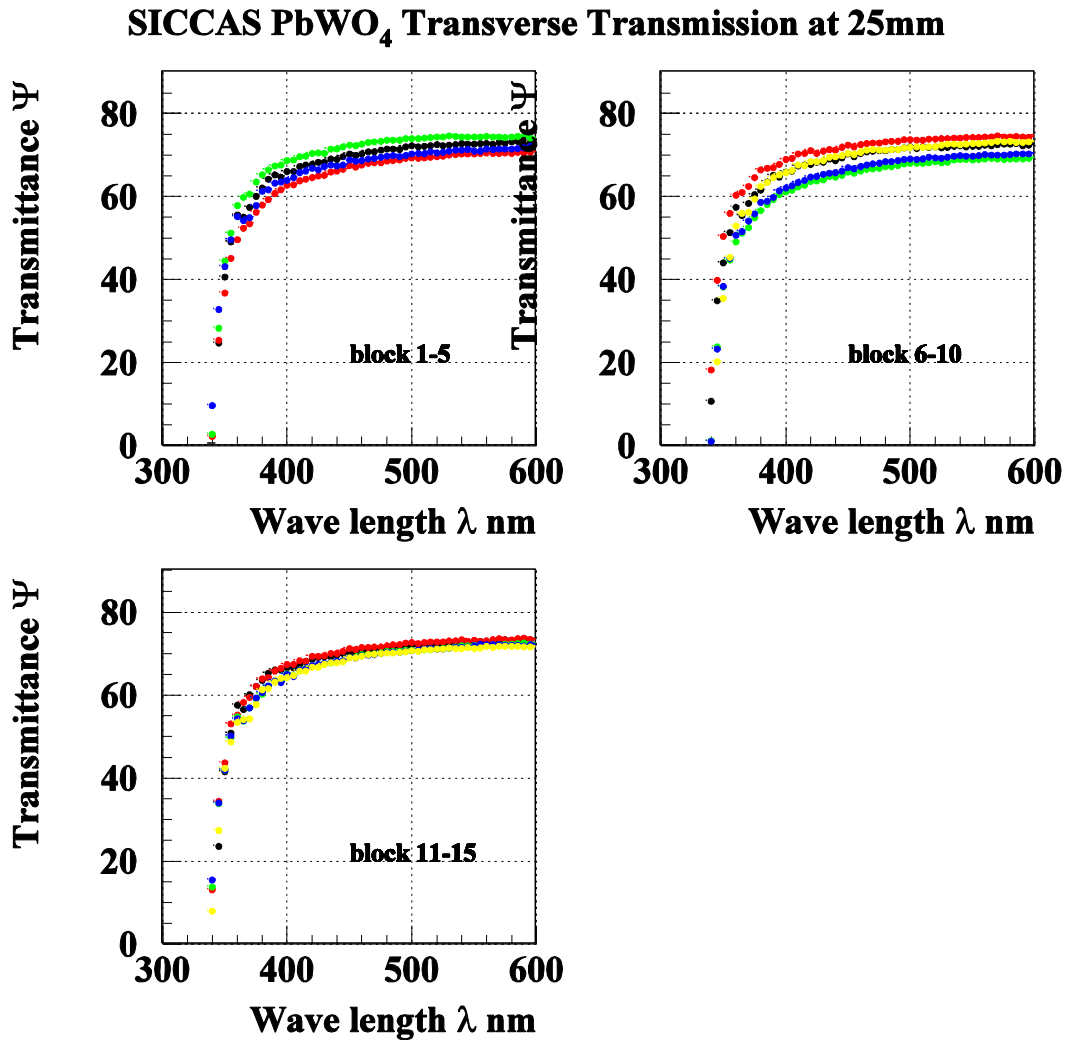 SICCAS PbWO4 Transverse Transmission at 25mm
Transmittance Ψ
80
60
40
20
0
300 400 500 600
Wave length λ nm
block 1-5
Transmittance Ψ
80
60
40
20
0
300 400 500 600
Wave length λ nm
block 6-10
Transmittance Ψ
80
60
40
20
0
300 400 500 600
Wave length λ nm
block 11-15